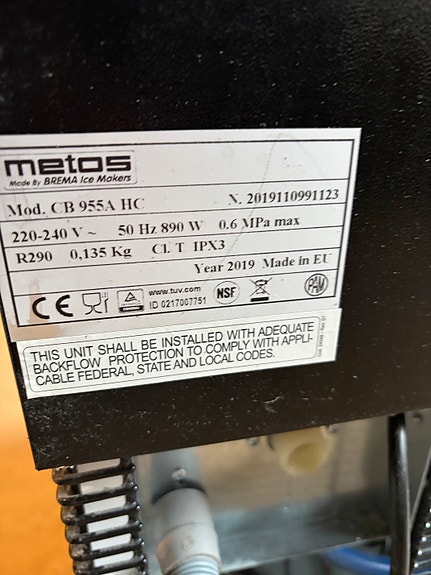 metos
Made By BREMA Ice Makers
Mod. CB 955A HC N. 2019110991123
220-240 V ~ 50 Hz 890 W 0.6 MPa max
R290 0,135 Kg Cl. T IPX3
Year 2019 Made in EU
CE www.tuv.com NSF PAM
ID 0217007751
THIS UNIT SHALL BE INSTALLED WITH ADEQUATE
BACKFLOW PROTECTION TO COMPLY WITH APPLI-
CABLE FEDERAL, STATE AND LOCAL CODES.